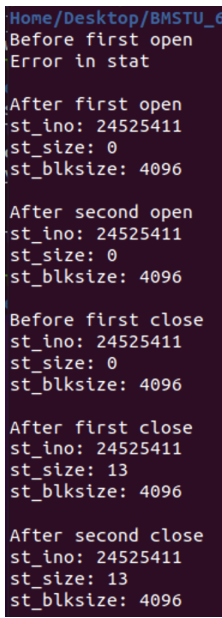 Home/Desktop/BMSTU_6
Before first open
Error in stat
After first open
st_ino: 24525411
st_size: 0
st_blksize: 4096
After second open
st_ino: 24525411
st_size: 0
st_blksize: 4096
Before first close
st_ino: 24525411
st_size: 0
st_blksize: 4096
After first close
st_ino: 24525411
st_size: 13
st_blksize: 4096
After second close
st_ino: 24525411
st_size: 13
st_blksize: 4096